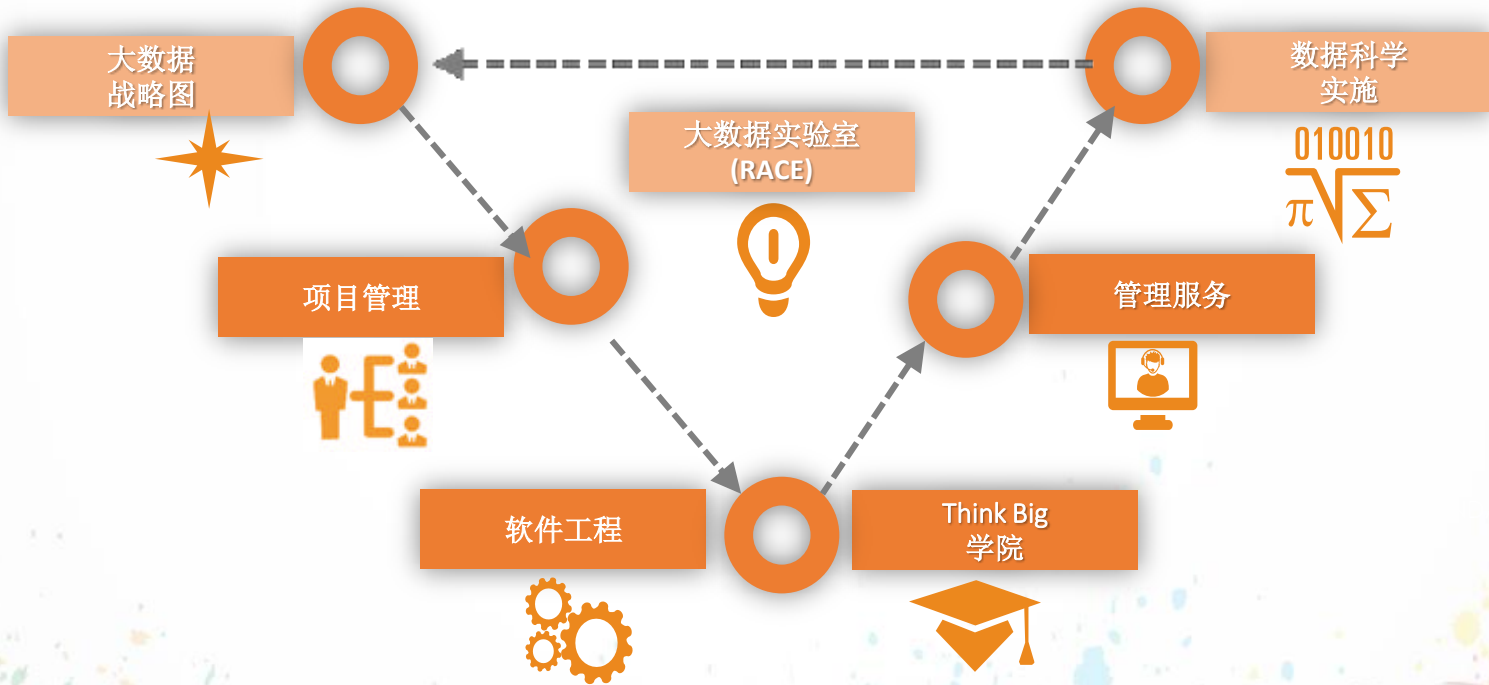 大数据
战略图
数据科学
实施
大数据实验室
(RACE)
010010
π√Σ
项目管理
管理服务
软件工程
Think Big
学院